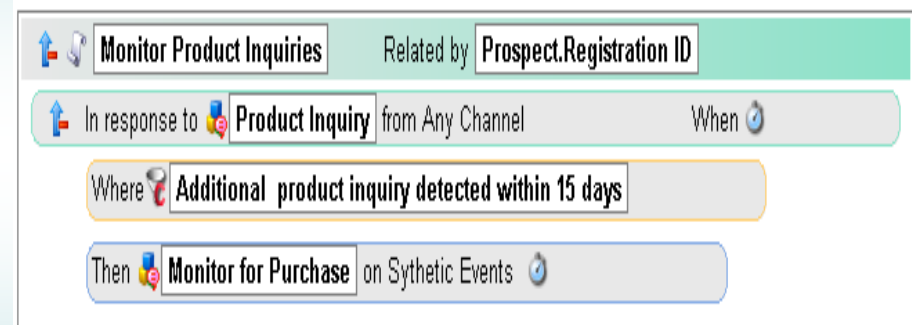 Monitor Product Inquiries Related by Prospect.Registration ID
In response to Product Inquiry from Any Channel When
Where Additional product inquiry detected within 15 days
Then Monitor for Purchase on Sythetic Events